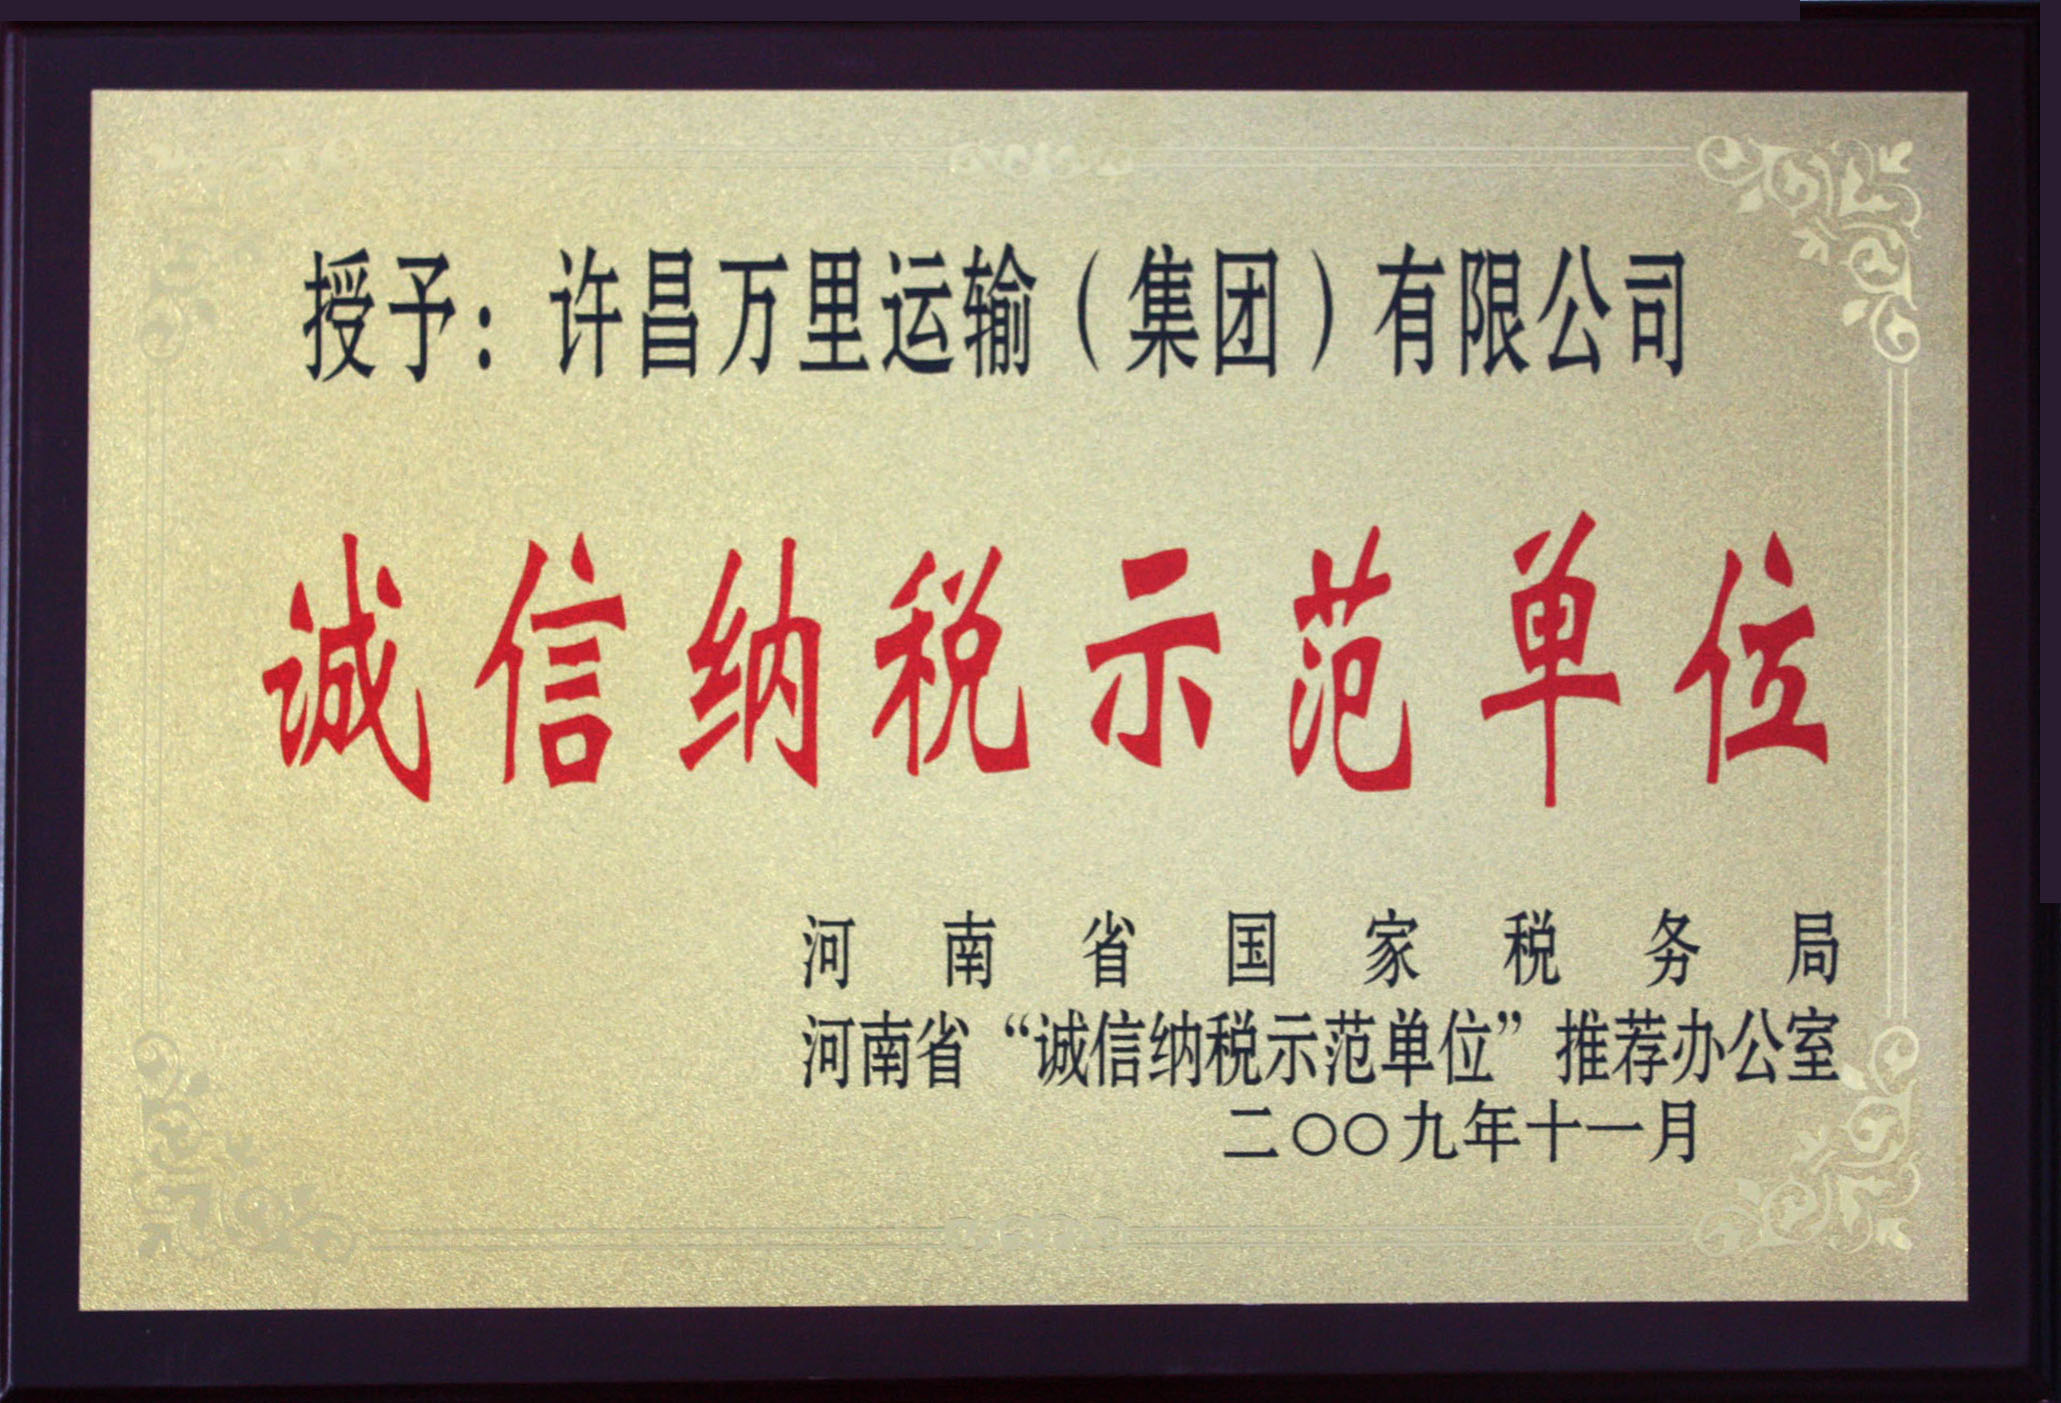 授予：许昌万里运输（集团）有限公司
诚信纳税示范单位
河南省国家税务局
河南省“诚信纳税示范单位”推荐办公室
二〇〇九年十一月